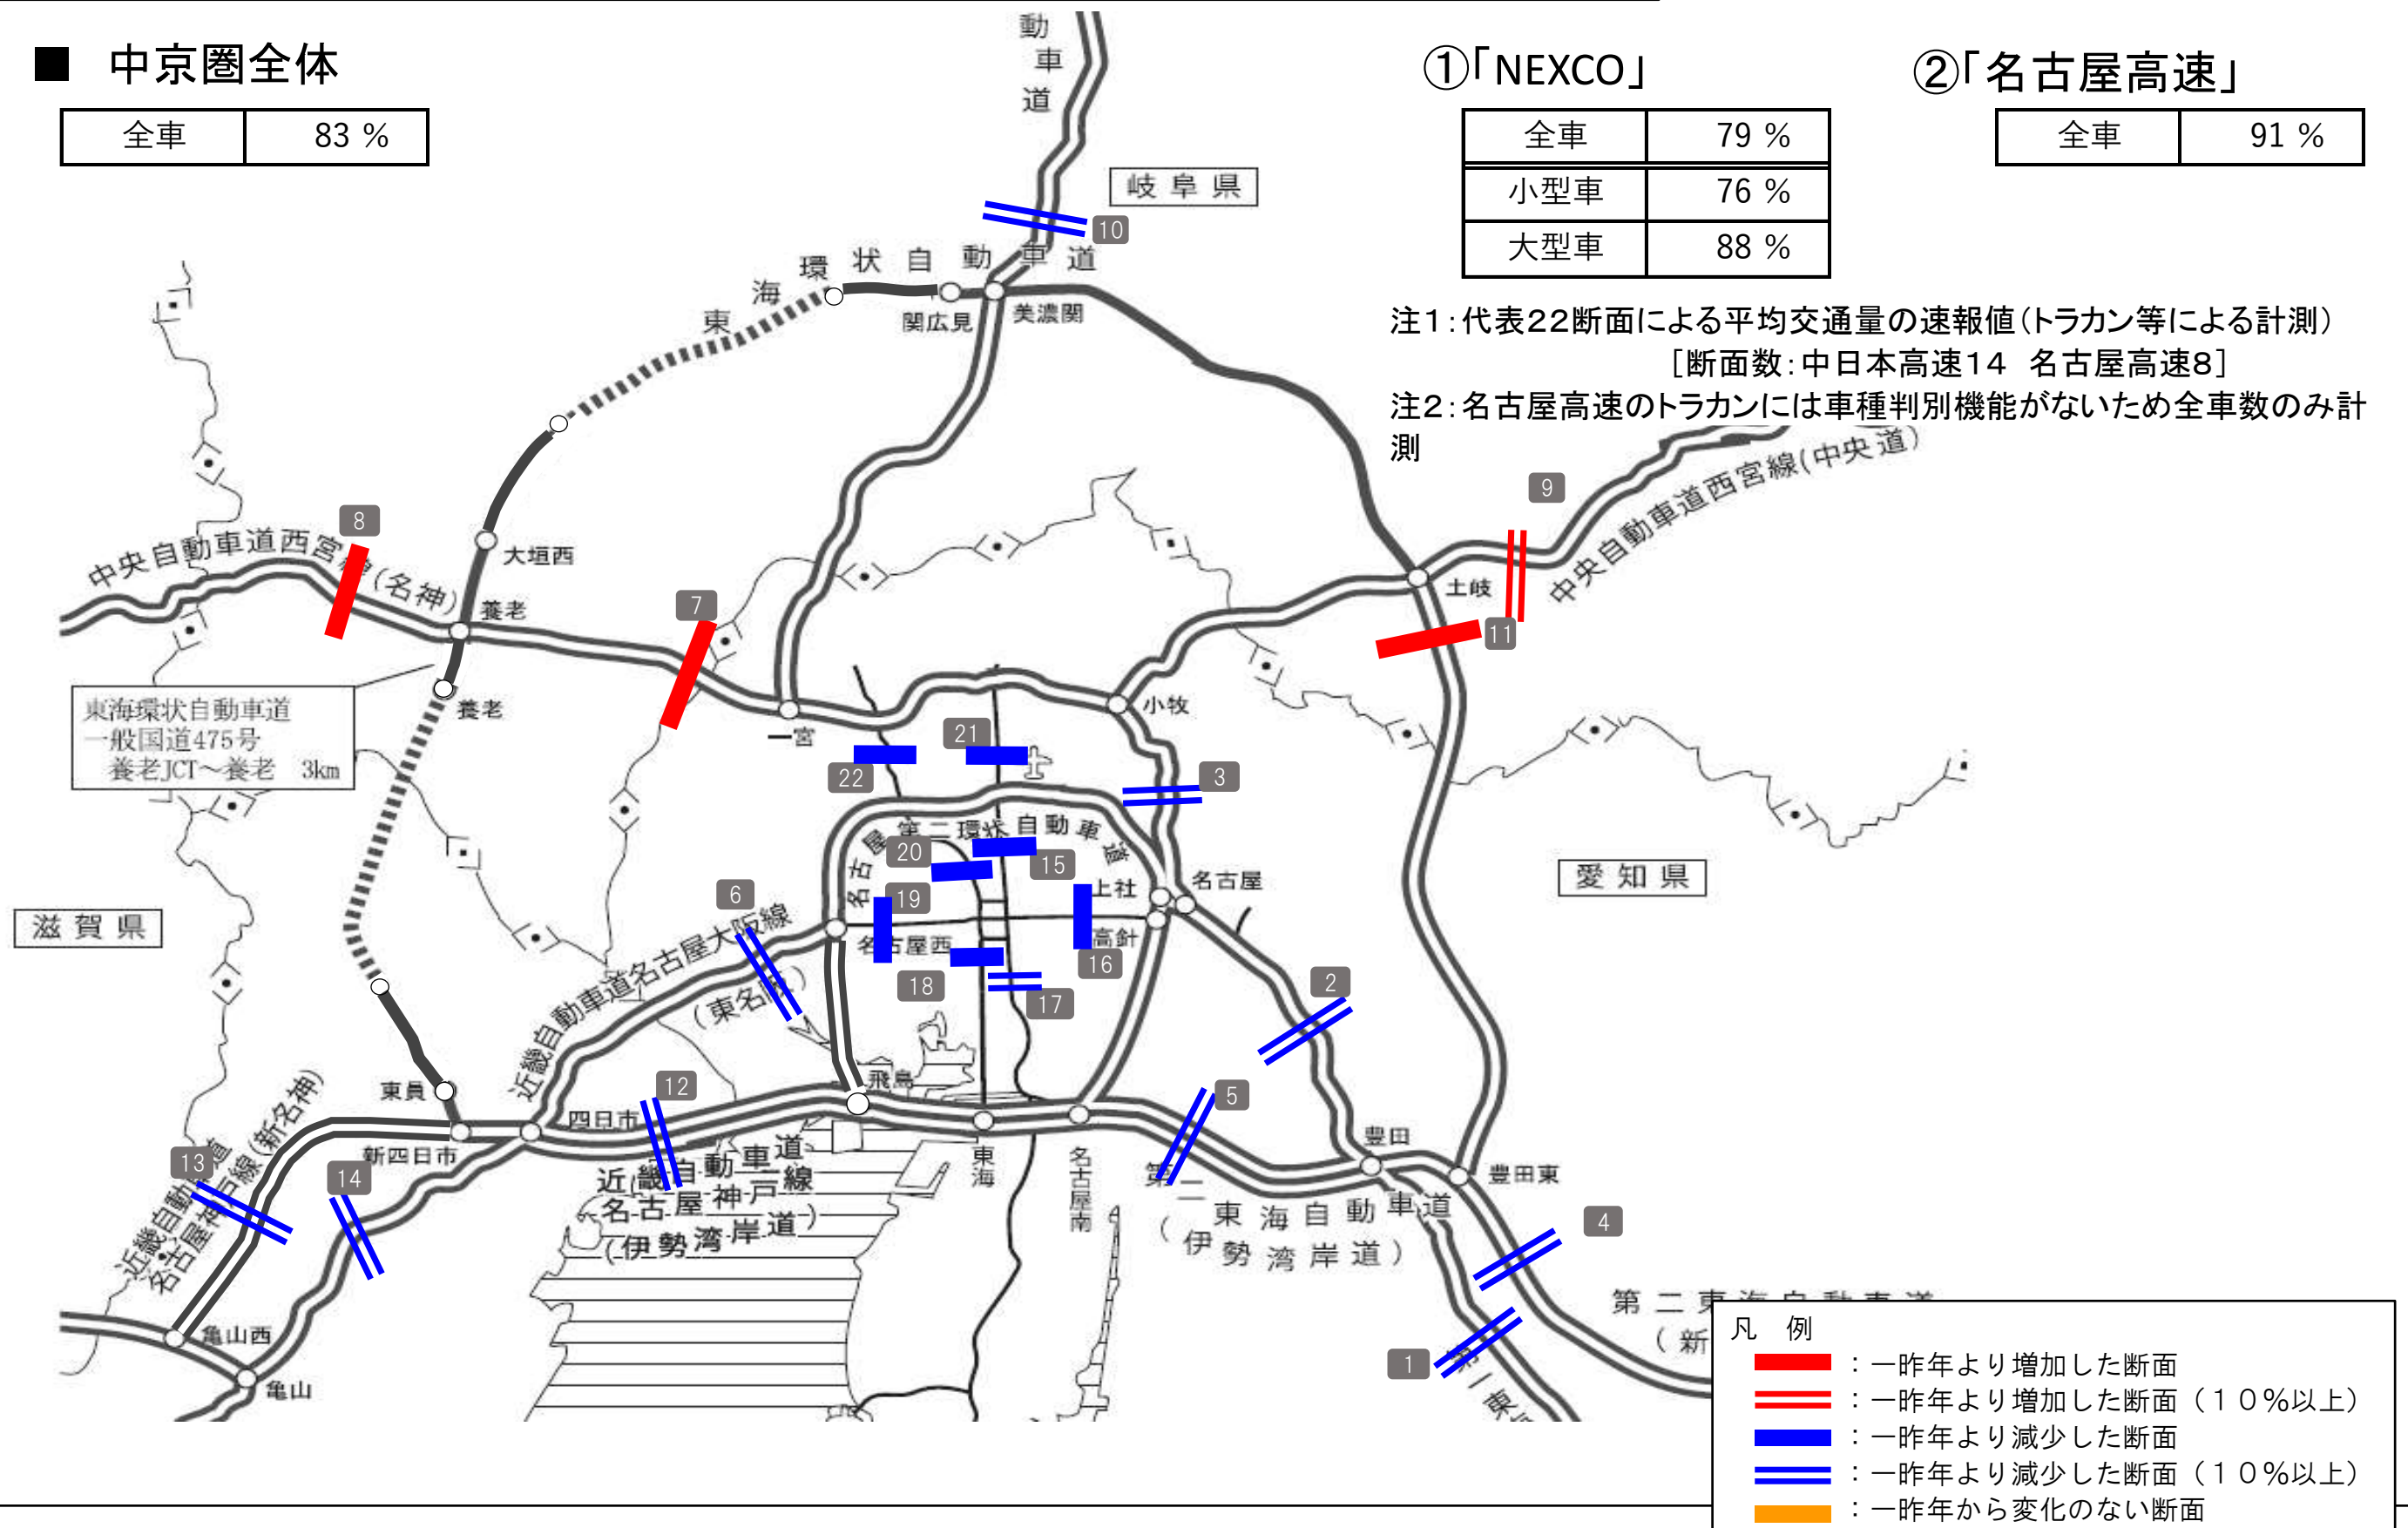 ■ 中京圏全体
全車 83 %
①「NEXCO」
全車 79 %
小型車 76 %
大型車 88 %
②「名古屋高速」
全車 91 %
注1:代表22断面による平均交通量の速報値(トラカン等による計測)
[断面数:中日本高速14 名古屋高速8]
注2:名古屋高速のトラカンには車種判別機能がないため全車数のみ計
測
動車道
岐阜県
10
東海環状自動車道
関広見
美濃関
9
中央自動車道西宮線(中央道)
8
中央自動車道西宮線(名神)
大垣西
養老
7
土岐
11
東海環状自動車道
一般国道475号
養老JCT~養老 3km
養老
一宮
小牧
21
22
3
名古屋第二環状自動車道
20
15
19
上社
名古屋
愛知県
滋賀県
6
名古屋西
高針
16
18
17
2
近畿自動車道名古屋大阪線
(東名阪)
東員
飛島
12
四日市
5
新四日市
13
14
近畿自動車道
名古屋神戸線(新名神)
近畿自動車道
名古屋神戸線
(伊勢湾岸道)
東海
名古屋南
豊田
豊田東
第二東海自動車道
(伊勢湾岸道)
4
亀山西
亀山
1
第一東
第二東海自動車道
(新
凡 例
:一昨年より増加した断面
:一昨年より増加した断面(10%以上)
:一昨年より減少した断面
:一昨年より減少した断面(10%以上)
:一昨年から変化のない断面